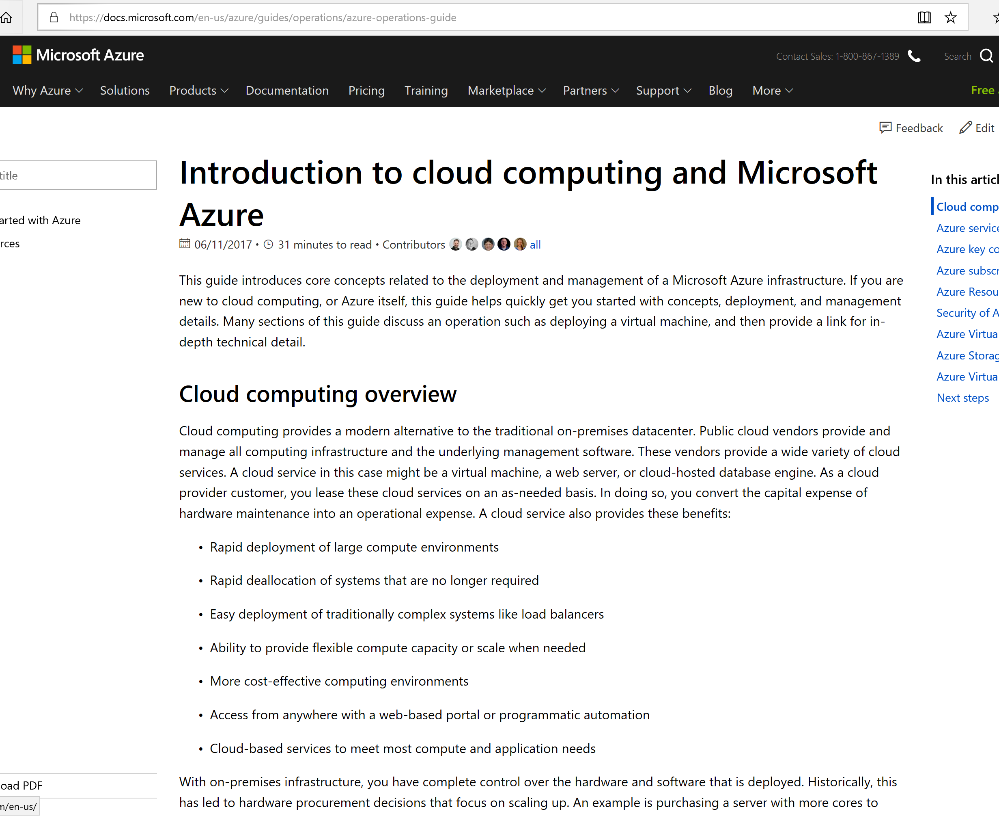 https://docs.microsoft.com/en-us/azure/guides/operations/azure-operations-guide
Microsoft Azure
Contact Sales: 1-800-867-1389
Search
Why Azure Solutions Products Documentation Pricing Training Marketplace Partners Support Blog More Free
Feedback Edit
title
arted with Azure
rces
Introduction to cloud computing and Microsoft
Azure
06/11/2017 • 31 minutes to read • Contributors all
This guide introduces core concepts related to the deployment and management of a Microsoft Azure infrastructure. If you are
new to cloud computing, or Azure itself, this guide helps quickly get you started with concepts, deployment, and management
details. Many sections of this guide discuss an operation such as deploying a virtual machine, and then provide a link for in-
depth technical detail.
Cloud computing overview
Cloud computing provides a modern alternative to the traditional on-premises datacenter. Public cloud vendors provide and
manage all computing infrastructure and the underlying management software. These vendors provide a wide variety of cloud
services. A cloud service in this case might be a virtual machine, a web server, or cloud-hosted database engine. As a cloud
provider customer, you lease these cloud services on an as-needed basis. In doing so, you convert the capital expense of
hardware maintenance into an operational expense. A cloud service also provides these benefits:
• Rapid deployment of large compute environments
• Rapid deallocation of systems that are no longer required
• Easy deployment of traditionally complex systems like load balancers
• Ability to provide flexible compute capacity or scale when needed
• More cost-effective computing environments
• Access from anywhere with a web-based portal or programmatic automation
• Cloud-based services to meet most compute and application needs
With on-premises infrastructure, you have complete control over the hardware and software that is deployed. Historically, this
has led to hardware procurement decisions that focus on scaling up. An example is purchasing a server with more cores to
In this articl
Cloud comp
Azure service
Azure key co
Azure subscr
Azure Resou
Security of A
Azure Virtua
Azure Storag
Azure Virtua
Next steps
oad PDF
m/en-us/